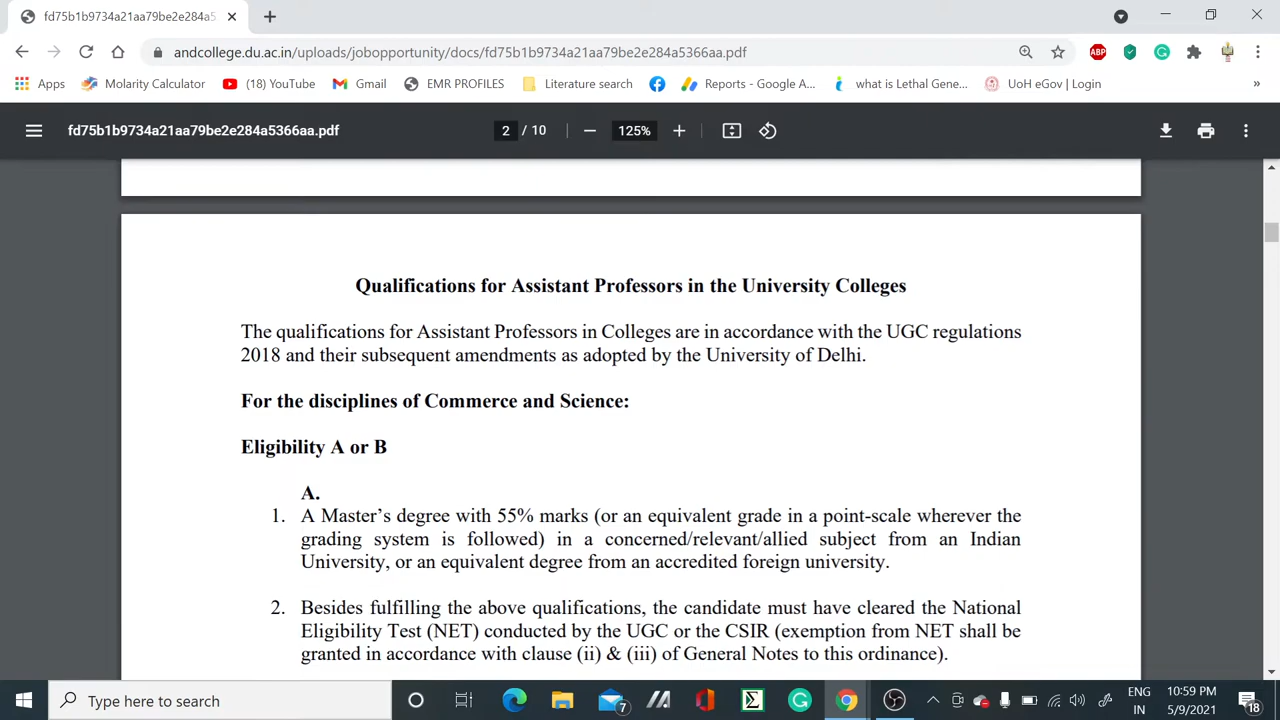 fd75b1b9734a21aa79be2e284a5
andcollege.du.ac.in/uploads/jobopportunity/docs/fd75b1b9734a21aa79be2e284a5366aa.pdf
ABP
Apps Molarity Calculator (18) YouTube Gmail EMR PROFILES Literature search Reports - Google A... what is Lethal Gene... UoH eGov | Login »
fd75b1b9734a21aa79be2e284a5366aa.pdf 2 / 10 125%
Qualifications for Assistant Professors in the University Colleges
The qualifications for Assistant Professors in Colleges are in accordance with the UGC regulations
2018 and their subsequent amendments as adopted by the University of Delhi.
For the disciplines of Commerce and Science:
Eligibility A or B
A.
1. A Master's degree with 55% marks (or an equivalent grade in a point-scale wherever the
grading system is followed) in a concerned/relevant/allied subject from an Indian
University, or an equivalent degree from an accredited foreign university.
2. Besides fulfilling the above qualifications, the candidate must have cleared the National
Eligibility Test (NET) conducted by the UGC or the CSIR (exemption from NET shall be
granted in accordance with clause (ii) & (iii) of General Notes to this ordinance).
Type here to search
7
ENG
IN
10:59 PM
5/9/2021
18